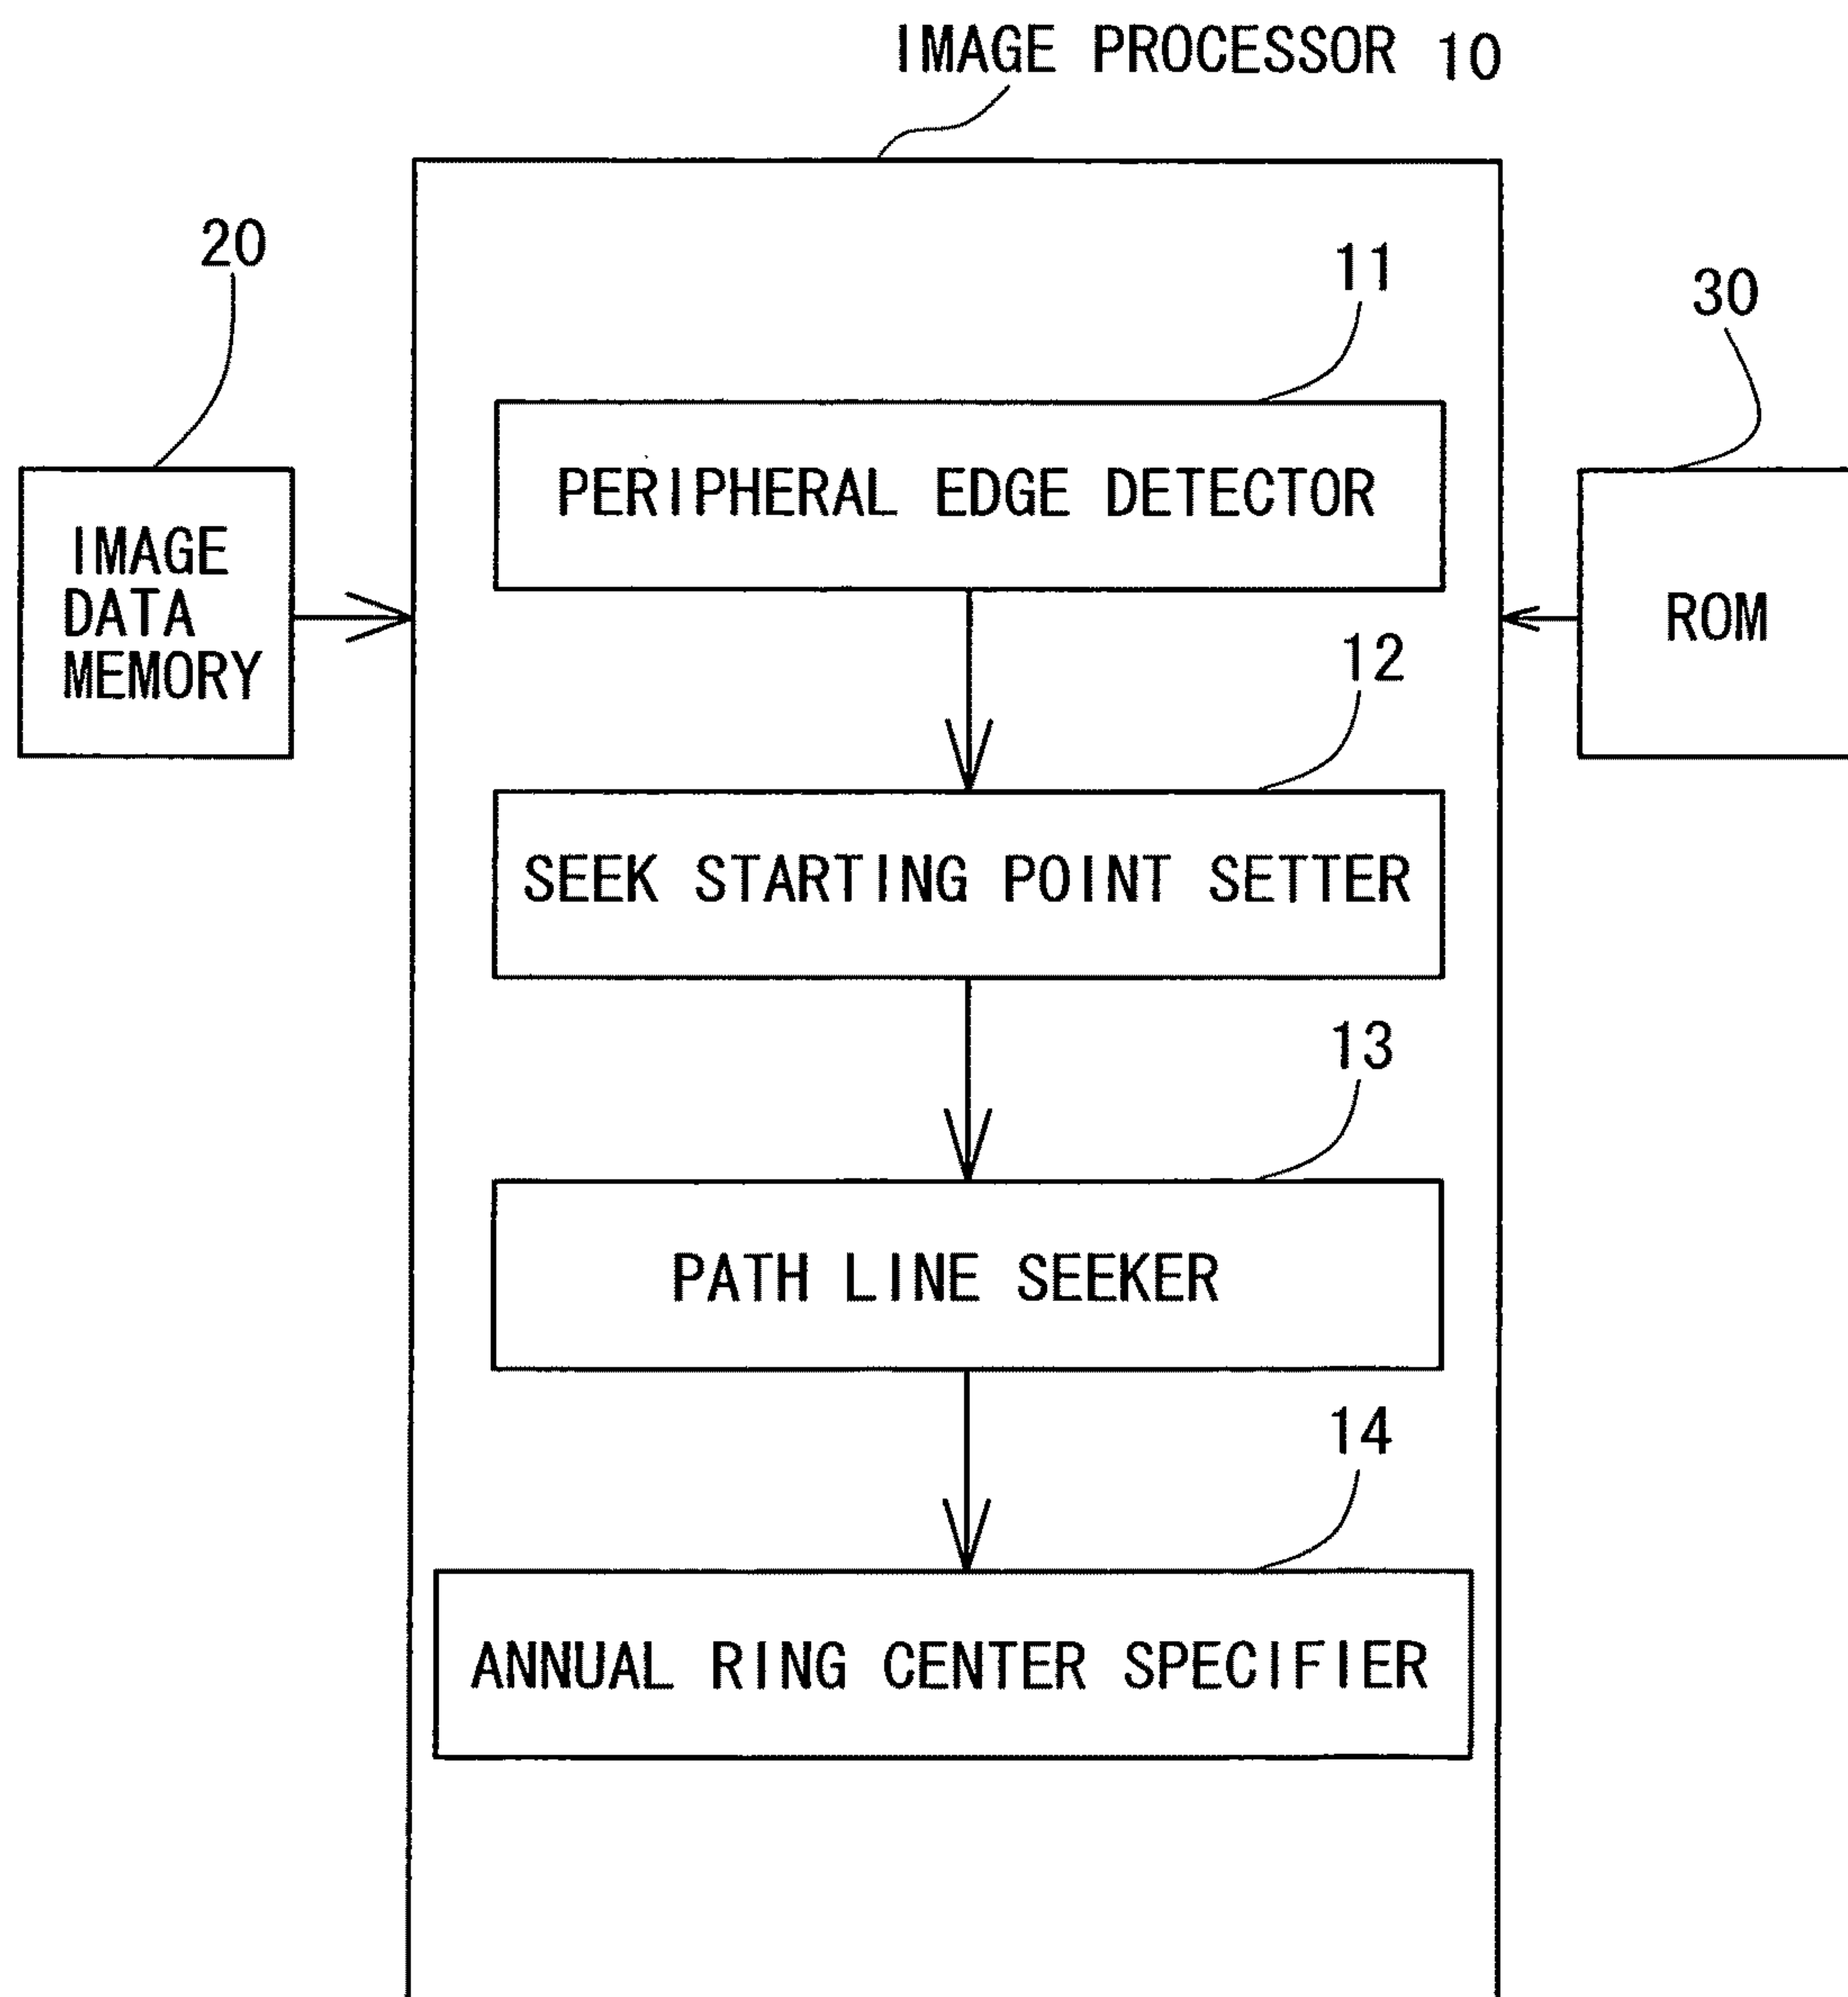 IMAGE PROCESSOR 10
20
11
30
PERIPHERAL EDGE DETECTOR
IMAGE
DATA
MEMORY
ROM
12
SEEK STARTING POINT SETTER
13
PATH LINE SEEKER
14
ANNUAL RING CENTER SPECIFIER